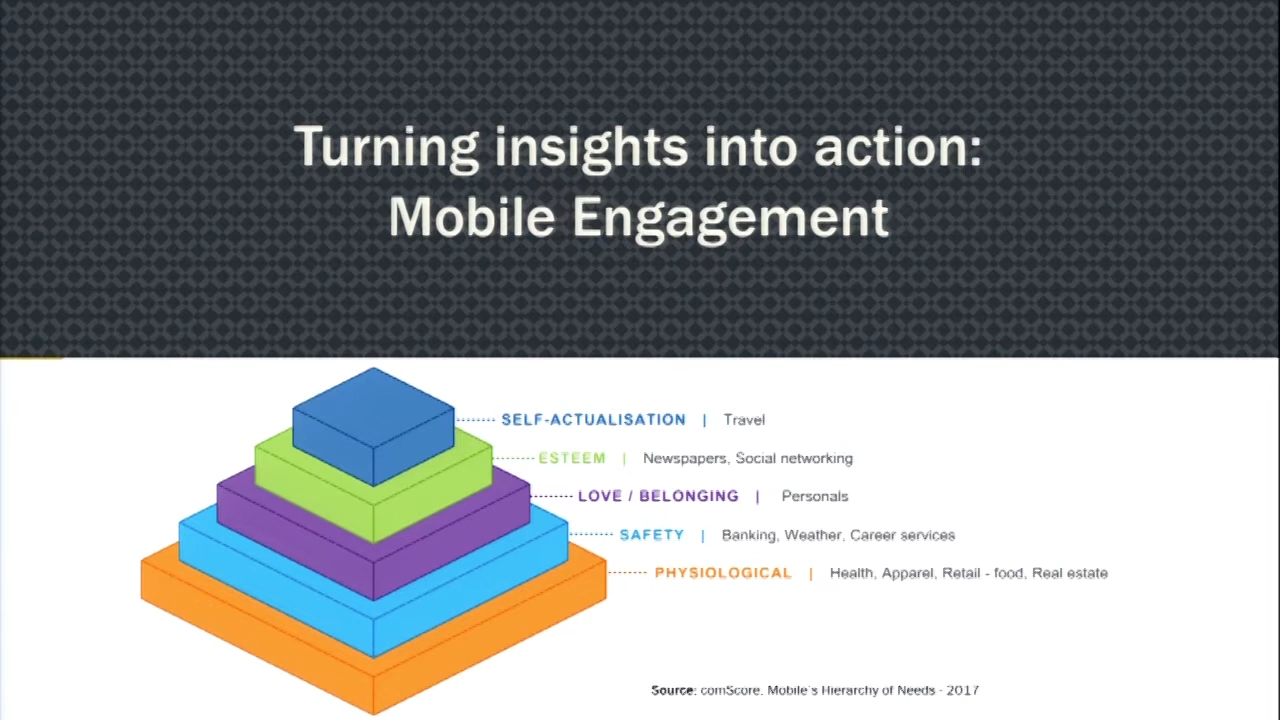 Turning insights into action:
Mobile Engagement
SELF-ACTUALISATION | Travel
ESTEEM | Newspapers, Social networking
LOVE / BELONGING | Personals
SAFETY | Banking, Weather, Career services
PHYSIOLOGICAL | Health, Apparel, Retail - food, Real estate
Source: comScore. Mobile's Hierarchy of Needs - 2017